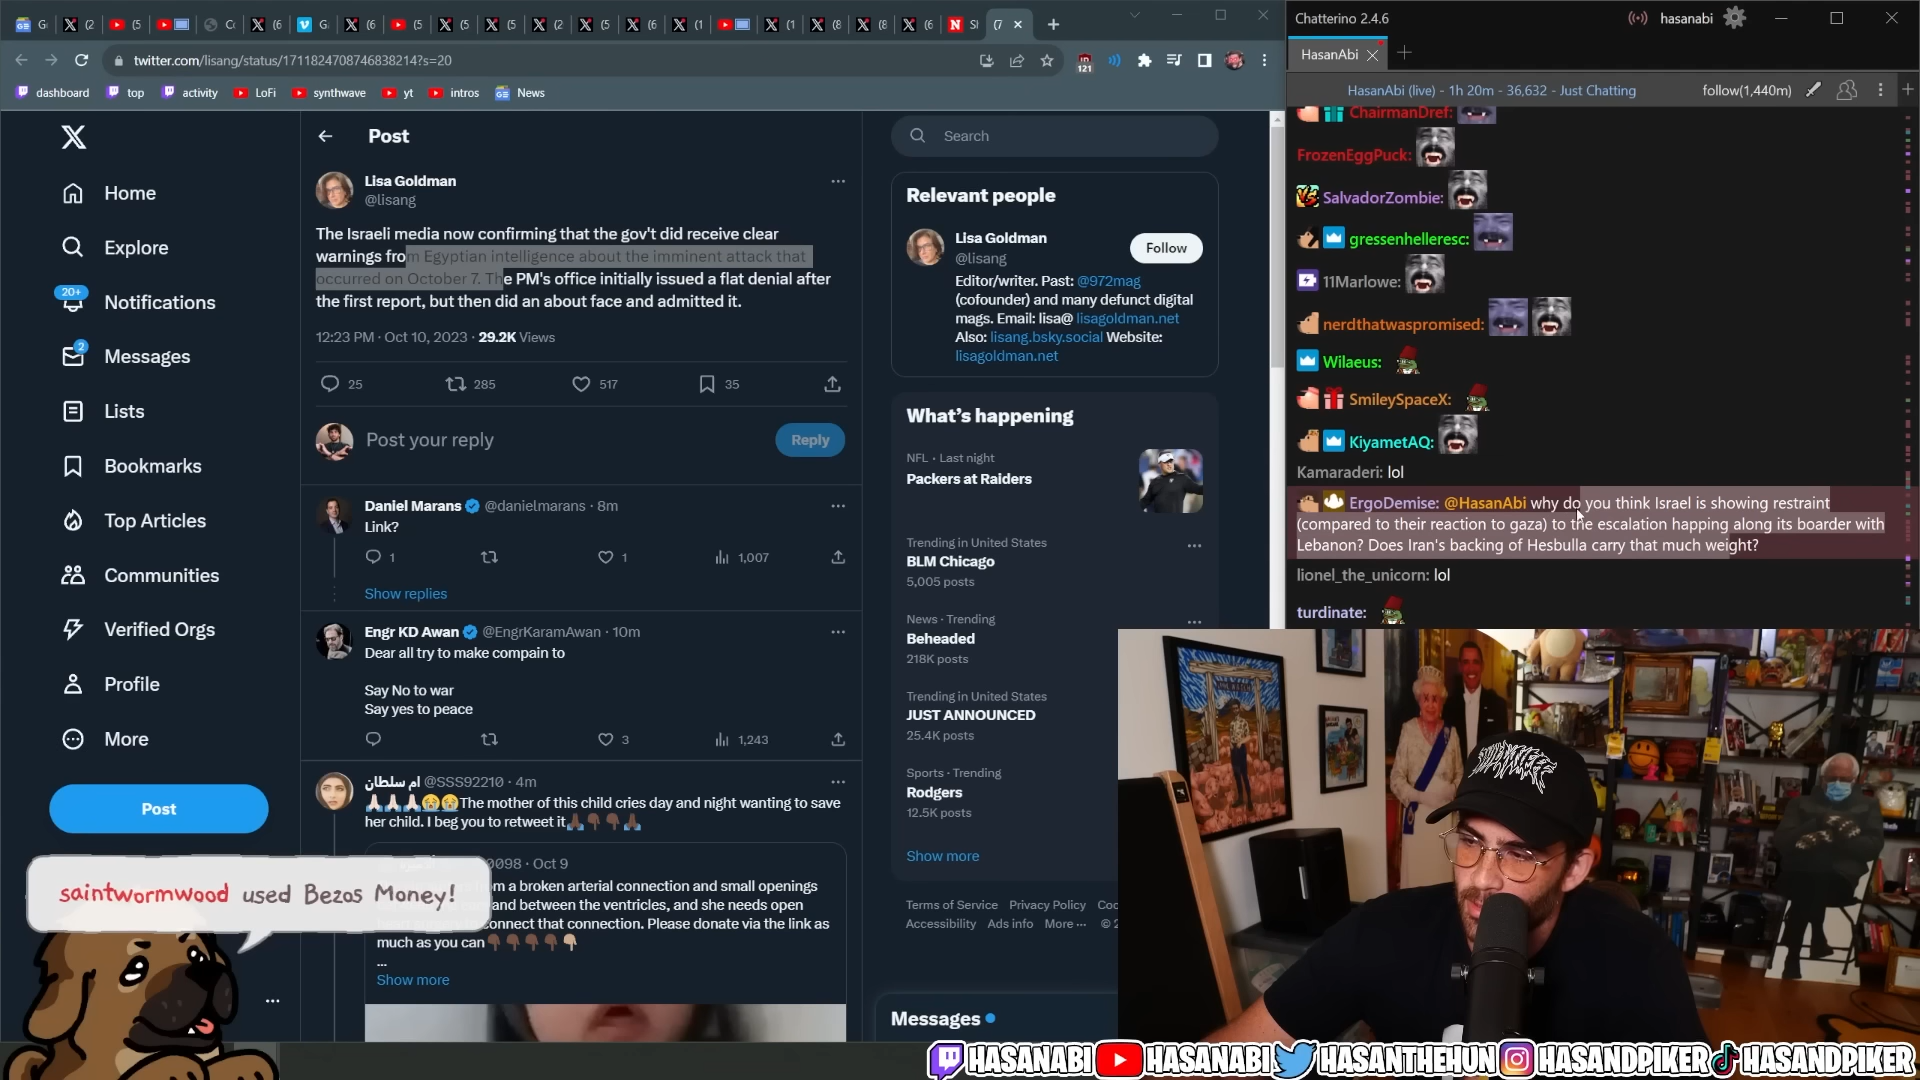 twitter.com/lisang/status/1711824708746838214?s=20
121
dashboard
top
activity
LoFi
synthwave
yt
intros
News
Home
Explore
20+
Notifications
2
Messages
Lists
Bookmarks
Top Articles
Communities
Verified Orgs
Profile
More
Post
Post
Lisa Goldman
@lisang
The Israeli media now confirming that the gov't did receive clear
warnings from Egyptian intelligence about the imminent attack that
occurred on October 7. The PM's office initially issued a flat denial after
the first report, but then did an about face and admitted it.
12:23 PM · Oct 10, 2023 · 29.2K Views
25
285
517
35
Post your reply
Reply
Daniel Marans @danielmarans · 8m
Link?
1
1
1,007
Show replies
Engr KD Awan @EngrKaramAwan · 10m
Dear all try to make compain to
Say No to war
Say yes to peace
3
1,243
ام سلطان @SSS92210 · 4m
The mother of this child cries day and night wanting to save
her child. I beg you to retweet it
0098 · Oct 9
m a broken arterial connection and small openings
and between the ventricles, and she needs open
onnect that connection. Please donate via the link as
much as you can
...
Show more
Search
Relevant people
Lisa Goldman
@lisang
Follow
Editor/writer. Past: @972mag
(cofounder) and many defunct digital
mags. Email: lisa@ lisagoldman.net
Also: lisang.bsky.social Website:
lisagoldman.net
What's happening
NFL · Last night
Packers at Raiders
Trending in United States
BLM Chicago
5,005 posts
News · Trending
Beheaded
218K posts
Trending in United States
JUST ANNOUNCED
25.4K posts
Sports · Trending
Rodgers
12.5K posts
Show more
Terms of Service Privacy Policy
Accessibility Ads info More ···
Messages
Chatterino 2.4.6
hasanabi
HasanAbi
HasanAbi (live) - 1h 20m - 36,632 - Just Chatting
follow(1,440m)
ChairmanDref:
FrozenEggPuck:
SalvadorZombie:
gressenhelleresc:
11Marlowe:
nerdthatwaspromised:
Wilaeus:
SmileySpaceX:
KiyametAQ:
Kamaraderi: lol
ErgoDemise: @HasanAbi why do you think Israel is showing restraint
(compared to their reaction to gaza) to the escalation happing along its boarder with
Lebanon? Does Iran's backing of Hesbulla carry that much weight?
lionel_the_unicorn: lol
turdinate:
saintwormwood used Bezos Money!
HASANABI HASANABI HASANTHEHUN HASANDPIKER HASANDPIKER